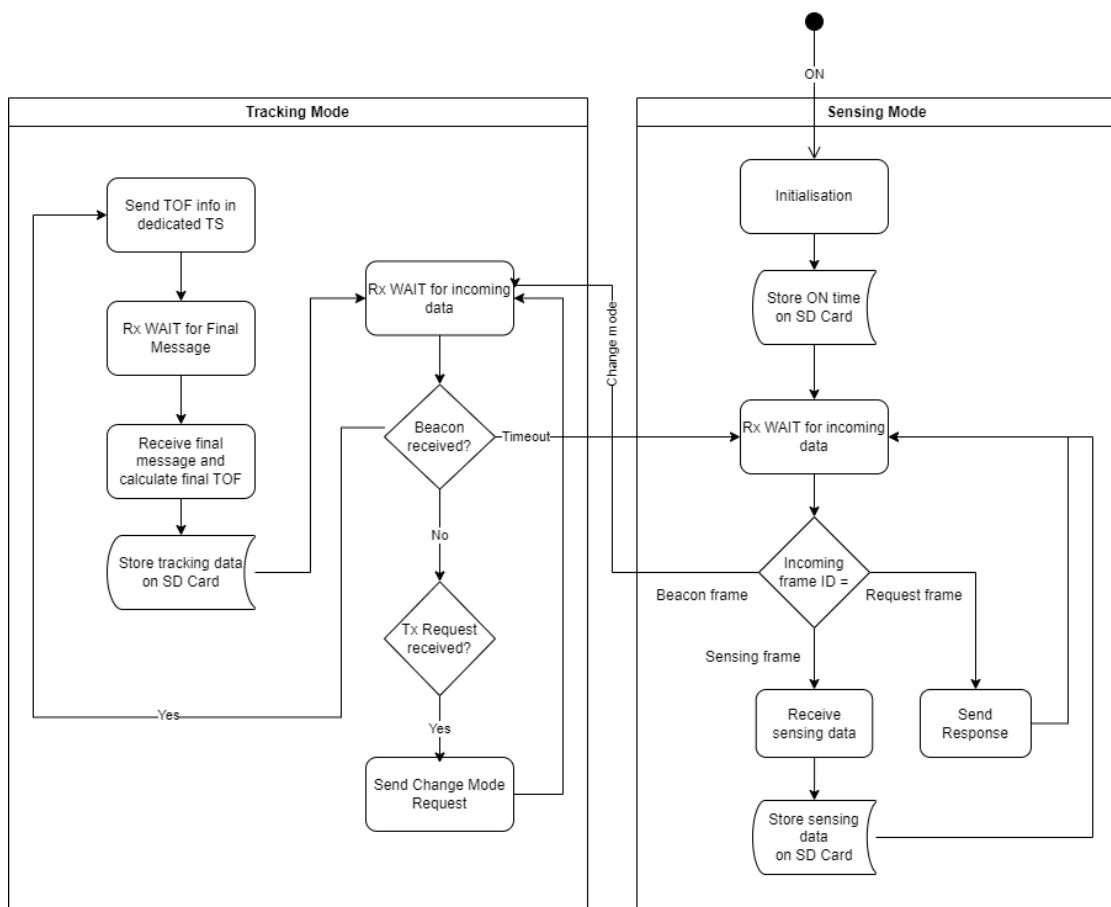 ON
Tracking Mode
Send TOF info in
dedicated TS
Rx WAIT for Final
Message
Receive final
message and
calculate final TOF
Store tracking data
on SD Card
Rx WAIT for incoming
data
Beacon
received?
Timeout
No
Tx Request
received?
Yes
Yes
Send Change Mode
Request
Change mode
Sensing Mode
Initialisation
Store ON time
on SD Card
Rx WAIT for incoming
data
Incoming
frame ID =
Beacon frame
Request frame
Sensing frame
Receive
sensing data
Send
Response
Store sensing
data
on SD Card